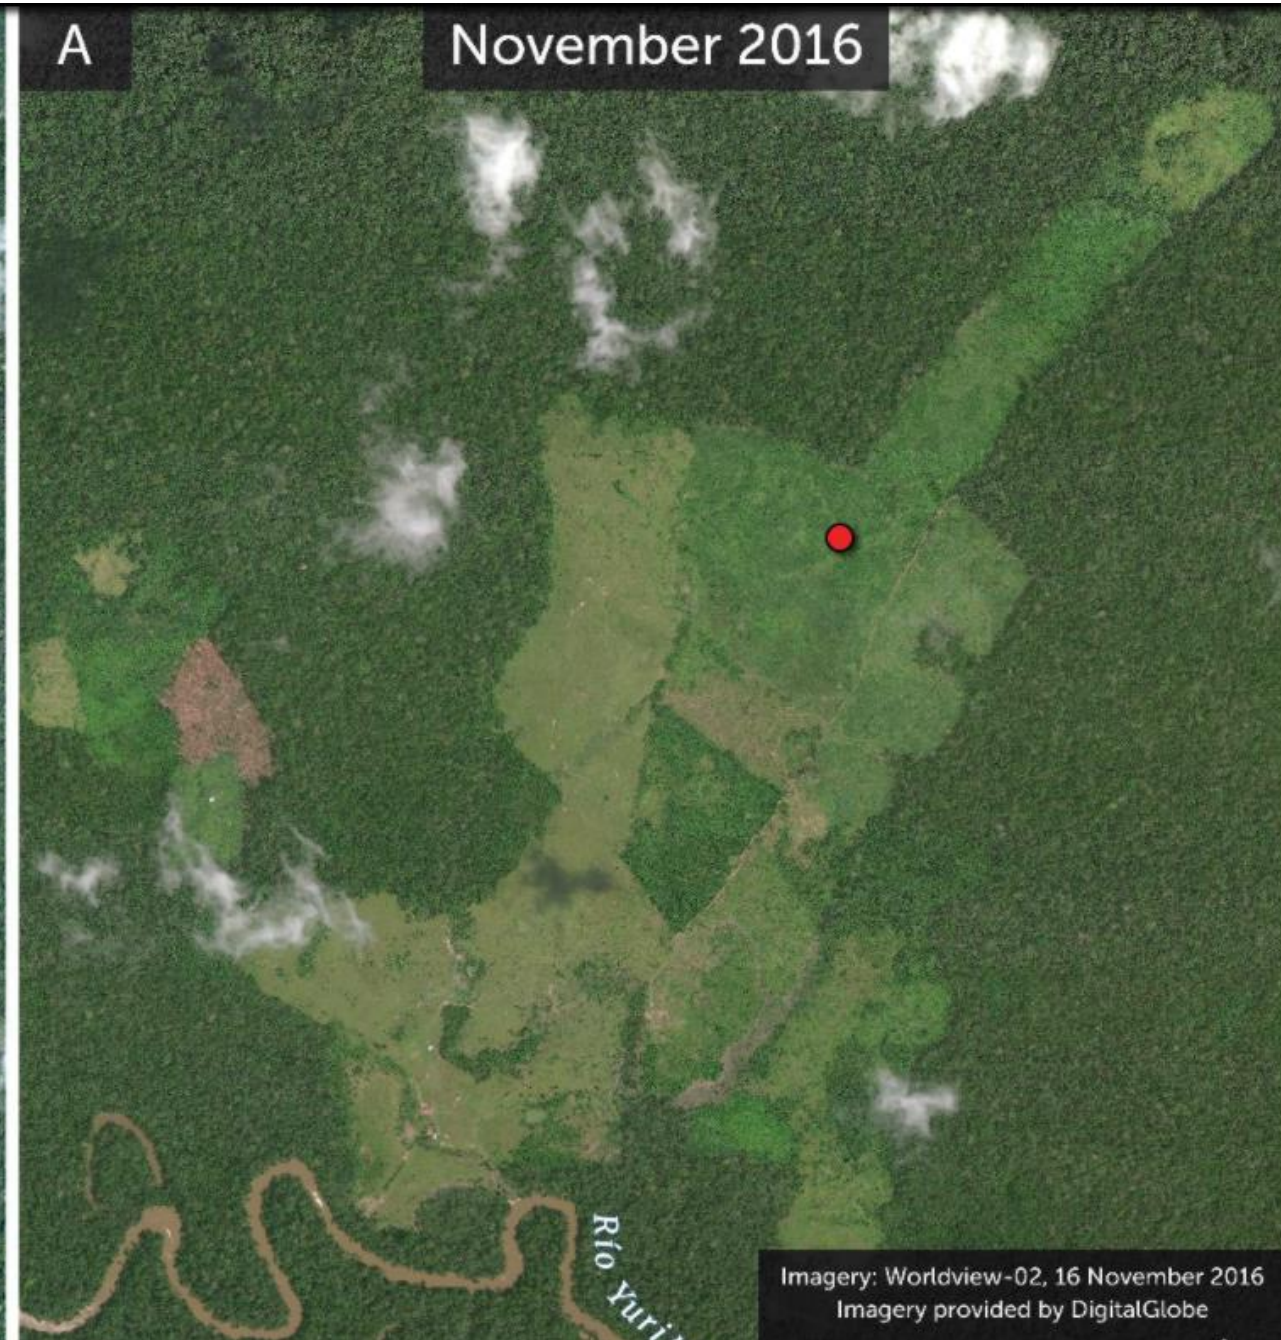 A
November 2016
Río
Imagery: Worldview-02, 16 November 2016
Imagery provided by DigitalGlobe